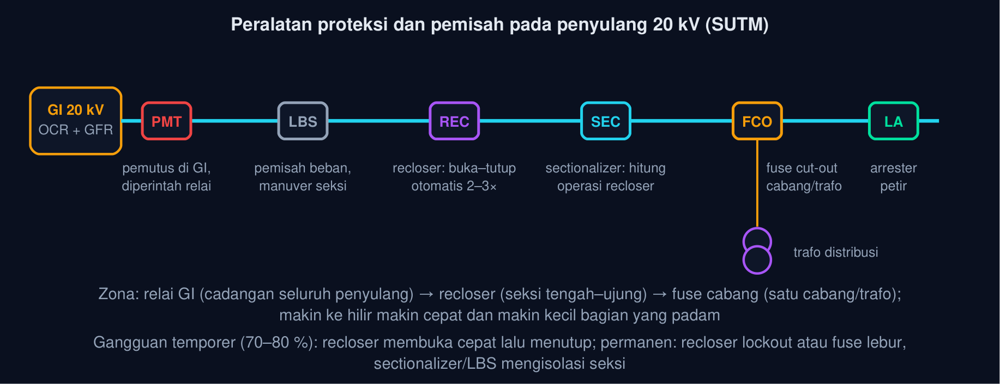 Peralatan proteksi dan pemisah pada penyulang 20 kV (SUTM)
GI 20 kV
OCR + GFR
PMT
LBS
REC
SEC
FCO
LA
pemutus di GI,
diperintah relai
pemisah beban,
manuver seksi
recloser: buka–tutup
otomatis 2–3×
sectionalizer: hitung
operasi recloser
fuse cut-out
cabang/trafo
arrester
petir
trafo distribusi
Zona: relai GI (cadangan seluruh penyulang) → recloser (seksi tengah–ujung) → fuse cabang (satu cabang/trafo);
makin ke hilir makin cepat dan makin kecil bagian yang padam
Gangguan temporer (70–80 %): recloser membuka cepat lalu menutup; permanen: recloser lockout atau fuse lebur,
sectionalizer/LBS mengisolasi seksi